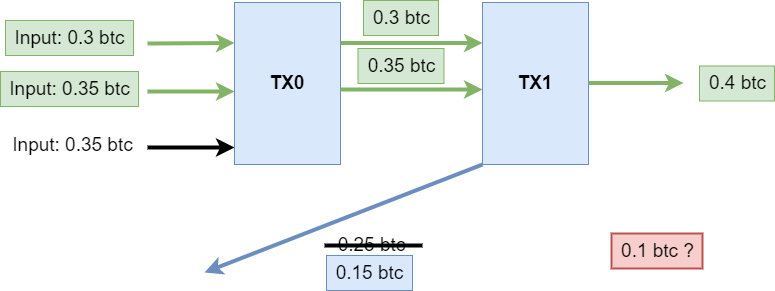 Input: 0.3 btc
Input: 0.35 btc
Input: 0.35 btc
TX0
0.3 btc
0.35 btc
TX1
0.4 btc
0.25 btc
0.15 btc
0.1 btc ?